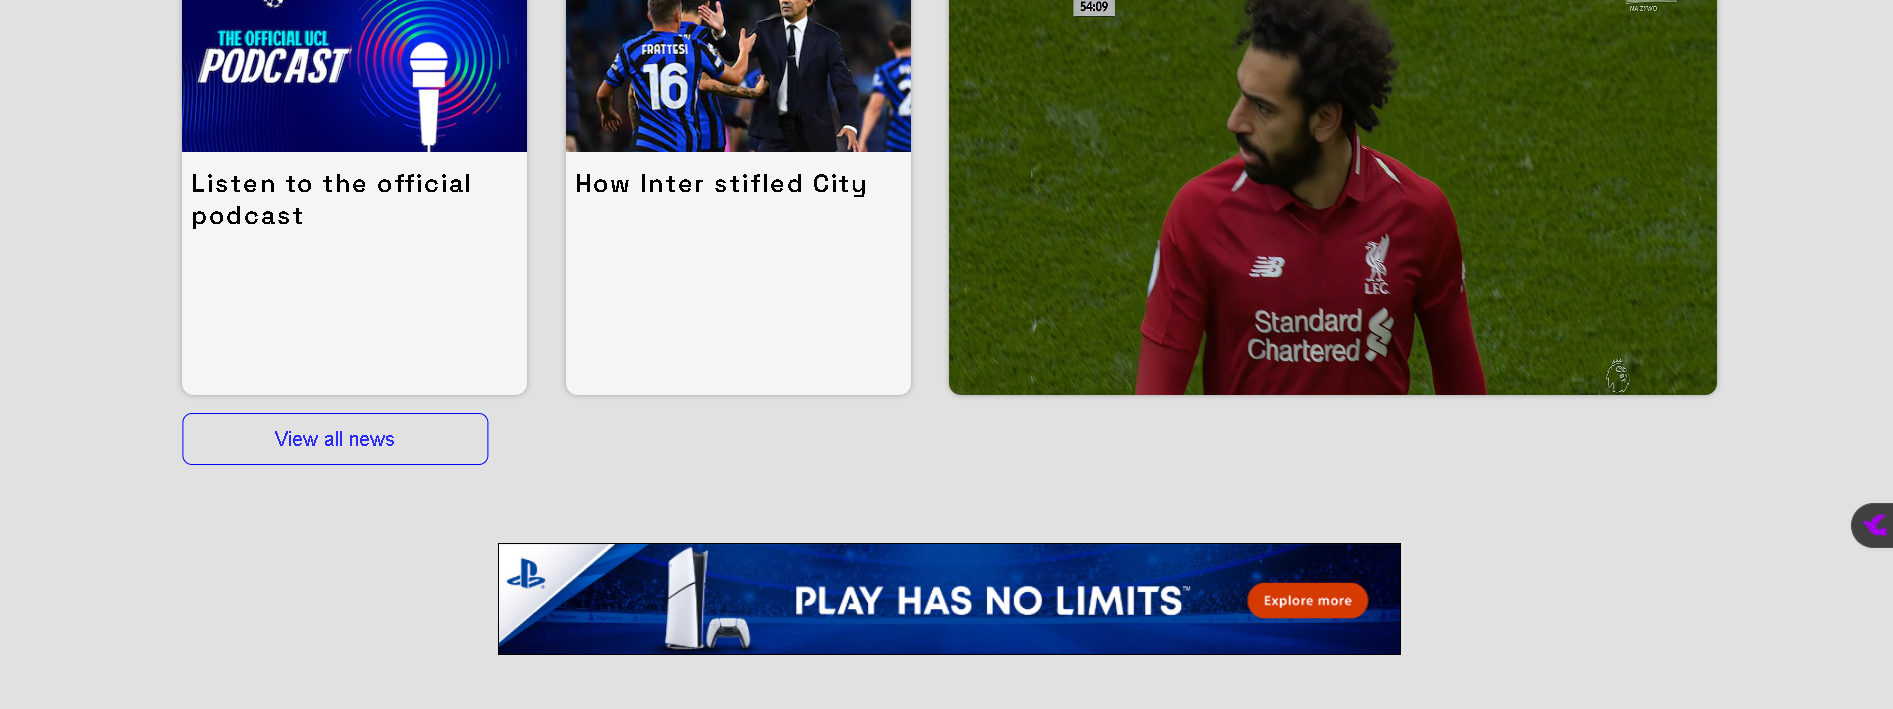 54:09
NA ŻYWO
THE OFFICIAL UCL
PODCAST
FRATTESI
16
2
Listen to the official
podcast
How Inter stifled City
L.F.C.
Standard
Chartered
View all news
PLAY HAS NO LIMITS™
Explore more